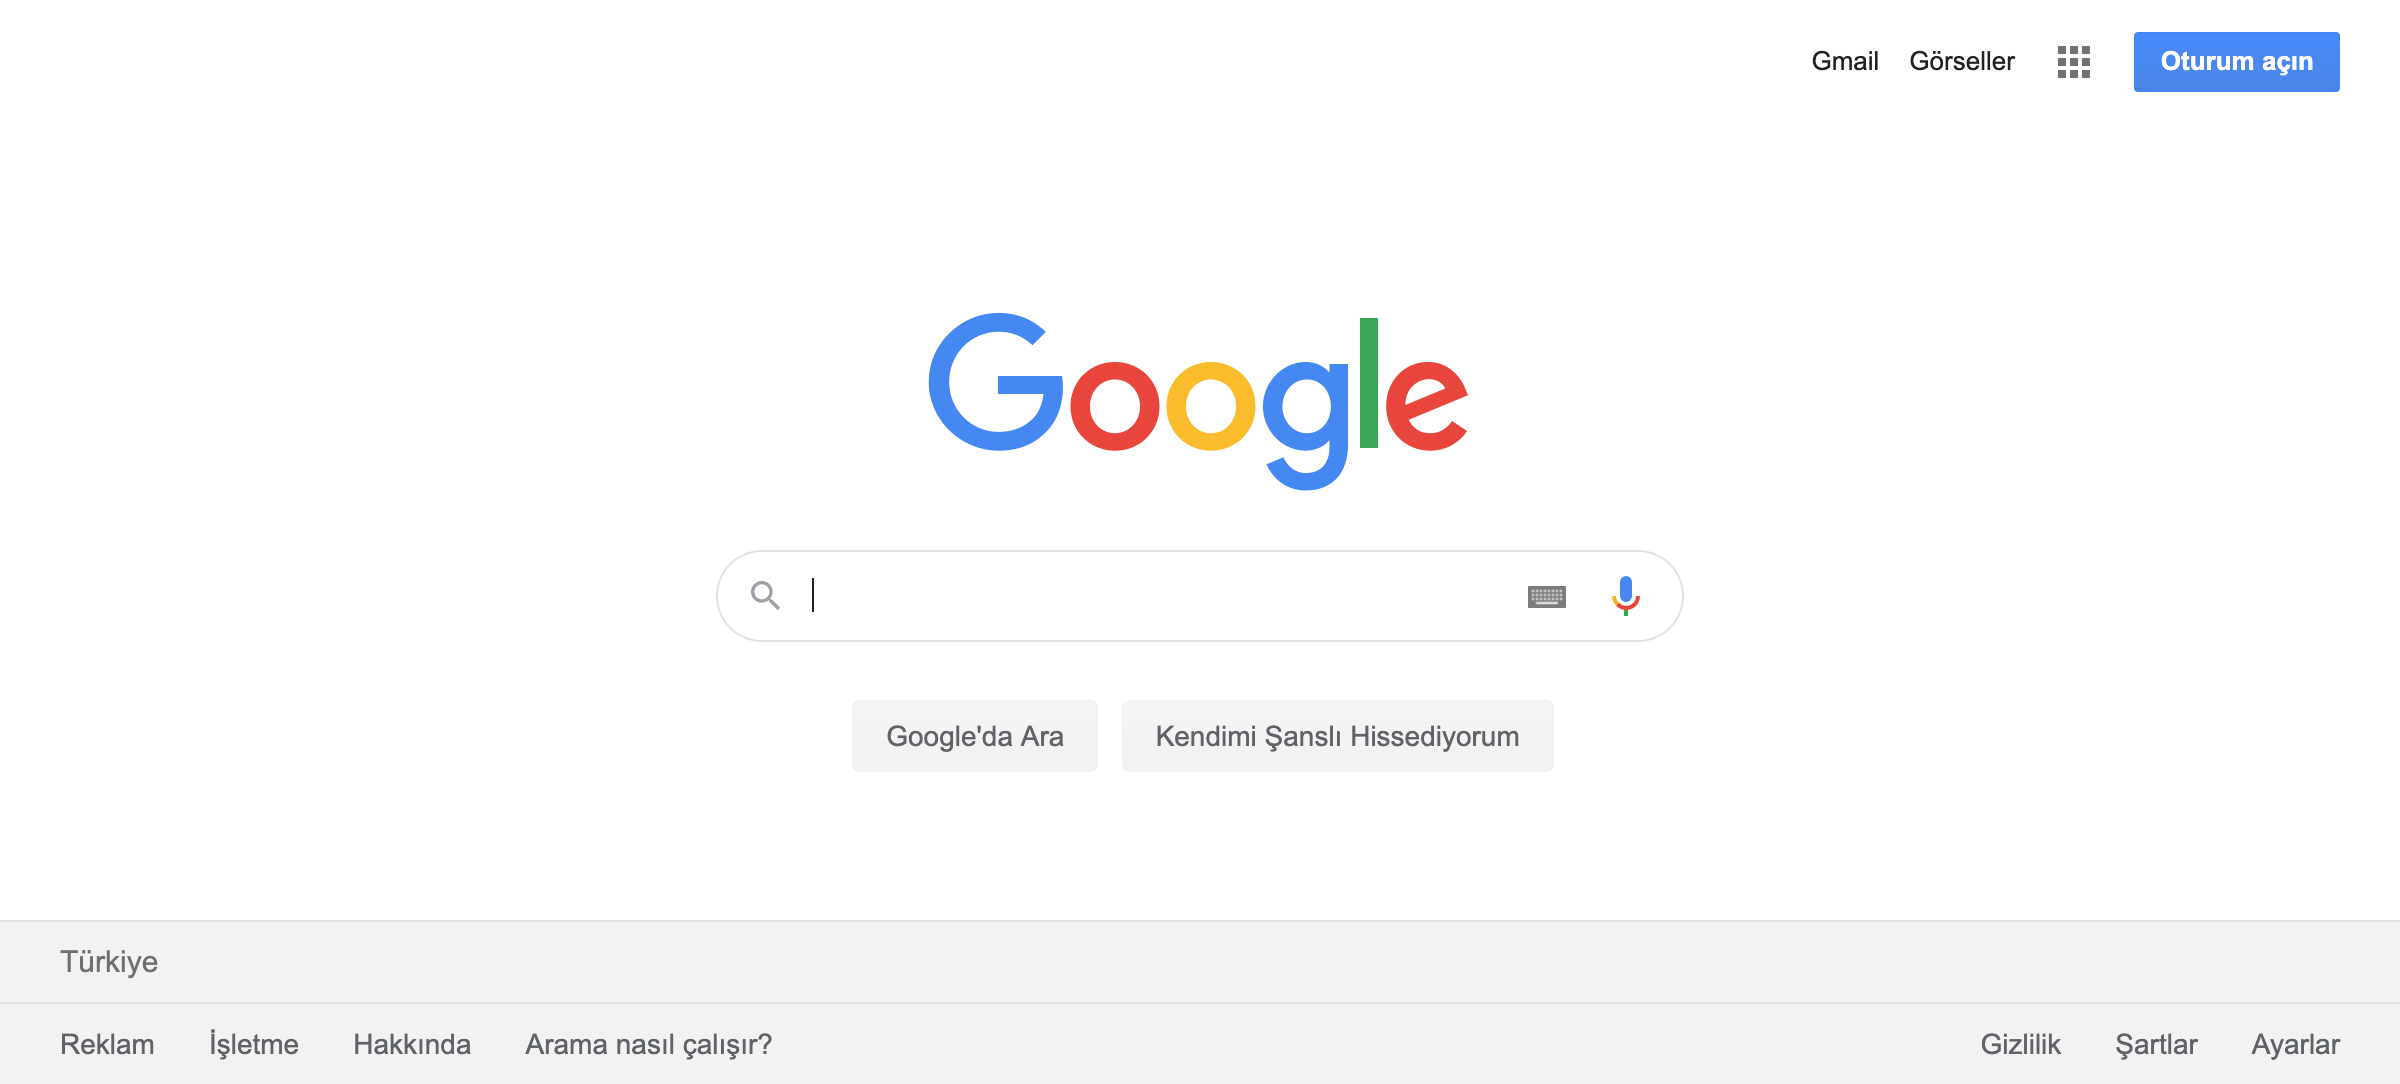 Gmail Görseller Oturum açın
Google
Google'da Ara Kendimi Şanslı Hissediyorum
Türkiye
Reklam İşletme Hakkında Arama nasıl çalışır? Gizlilik Şartlar Ayarlar